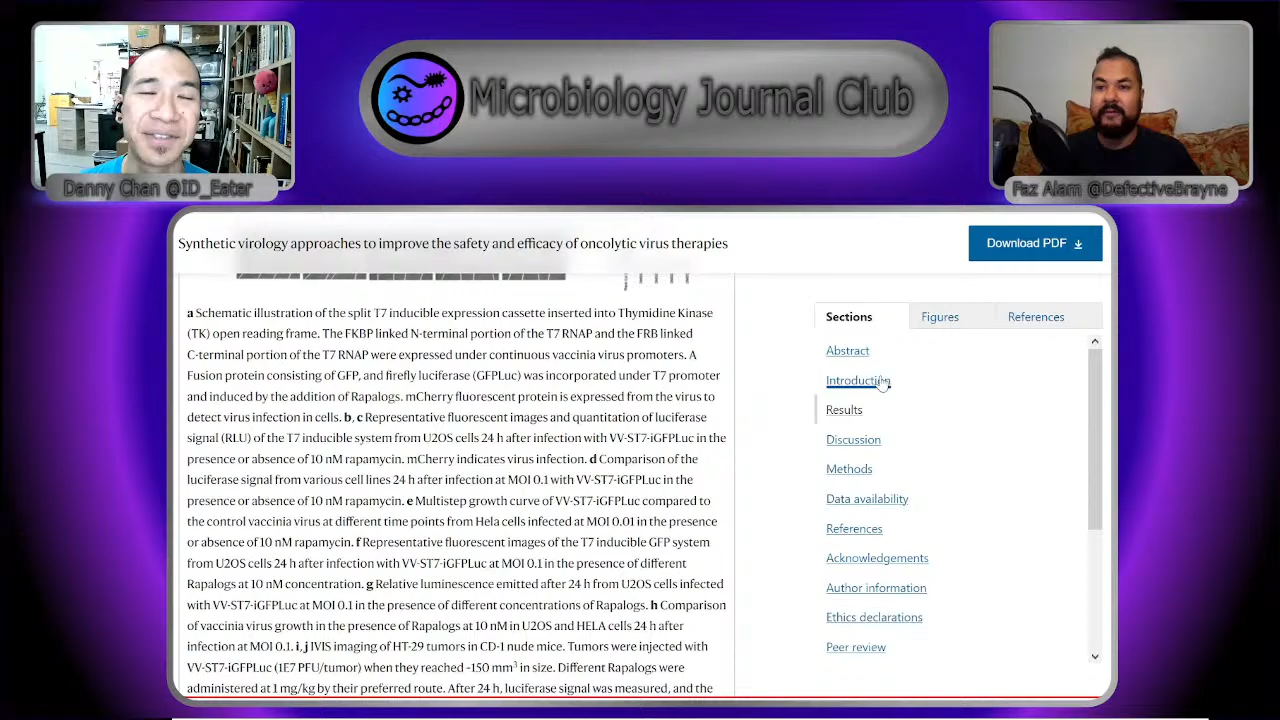 Microbiology Journal Club
Danny Chan @ID_Eater
Faz Alam @DefectiveBrayne
Synthetic virology approaches to improve the safety and efficacy of oncolytic virus therapies
Download PDF
a Schematic illustration of the split T7 inducible expression cassette inserted into Thymidine Kinase
(TK) open reading frame. The FKBP linked N-terminal portion of the T7 RNAP and the FRB linked
C-terminal portion of the T7 RNAP were expressed under continuous vaccinia virus promoters. A
Fusion protein consisting of GFP, and firefly luciferase (GFPLuc) was incorporated under T7 promoter
and induced by the addition of Rapalogs. mCherry fluorescent protein is expressed from the virus to
detect virus infection in cells. b, c Representative fluorescent images and quantitation of luciferase
signal (RLU) of the T7 inducible system from U2OS cells 24 h after infection with VV-ST7-iGFPLuc in the
presence or absence of 10 nM rapamycin. mCherry indicates virus infection. d Comparison of the
luciferase signal from various cell lines 24 h after infection at MOI 0.1 with VV-ST7-iGFPLuc in the
presence or absence of 10 nM rapamycin. e Multistep growth curve of VV-ST7-iGFPLuc compared to
the control vaccinia virus at different time points from Hela cells infected at MOI 0.01 in the presence
or absence of 10 nM rapamycin. f Representative fluorescent images of the T7 inducible GFP system
from U2OS cells 24 h after infection with VV-ST7-iGFPLuc at MOI 0.1 in the presence of different
Rapalogs at 10 nM concentration. g Relative luminescence emitted after 24 h from U2OS cells infected
with VV-ST7-iGFPLuc at MOI 0.1 in the presence of different concentrations of Rapalogs. h Comparison
of vaccinia virus growth in the presence of Rapalogs at 10 nM in U2OS and HELA cells 24 h after
infection at MOI 0.1. i, j IVIS imaging of HT-29 tumors in CD-1 nude mice. Tumors were injected with
VV-ST7-iGFPLuc (1E7 PFU/tumor) when they reached ~150 mm³ in size. Different Rapalogs were
administered at 1 mg/kg by their preferred route. After 24 h, luciferase signal was measured, and the
Sections
Figures
References
Abstract
Introduction
Results
Discussion
Methods
Data availability
References
Acknowledgements
Author information
Ethics declarations
Peer review